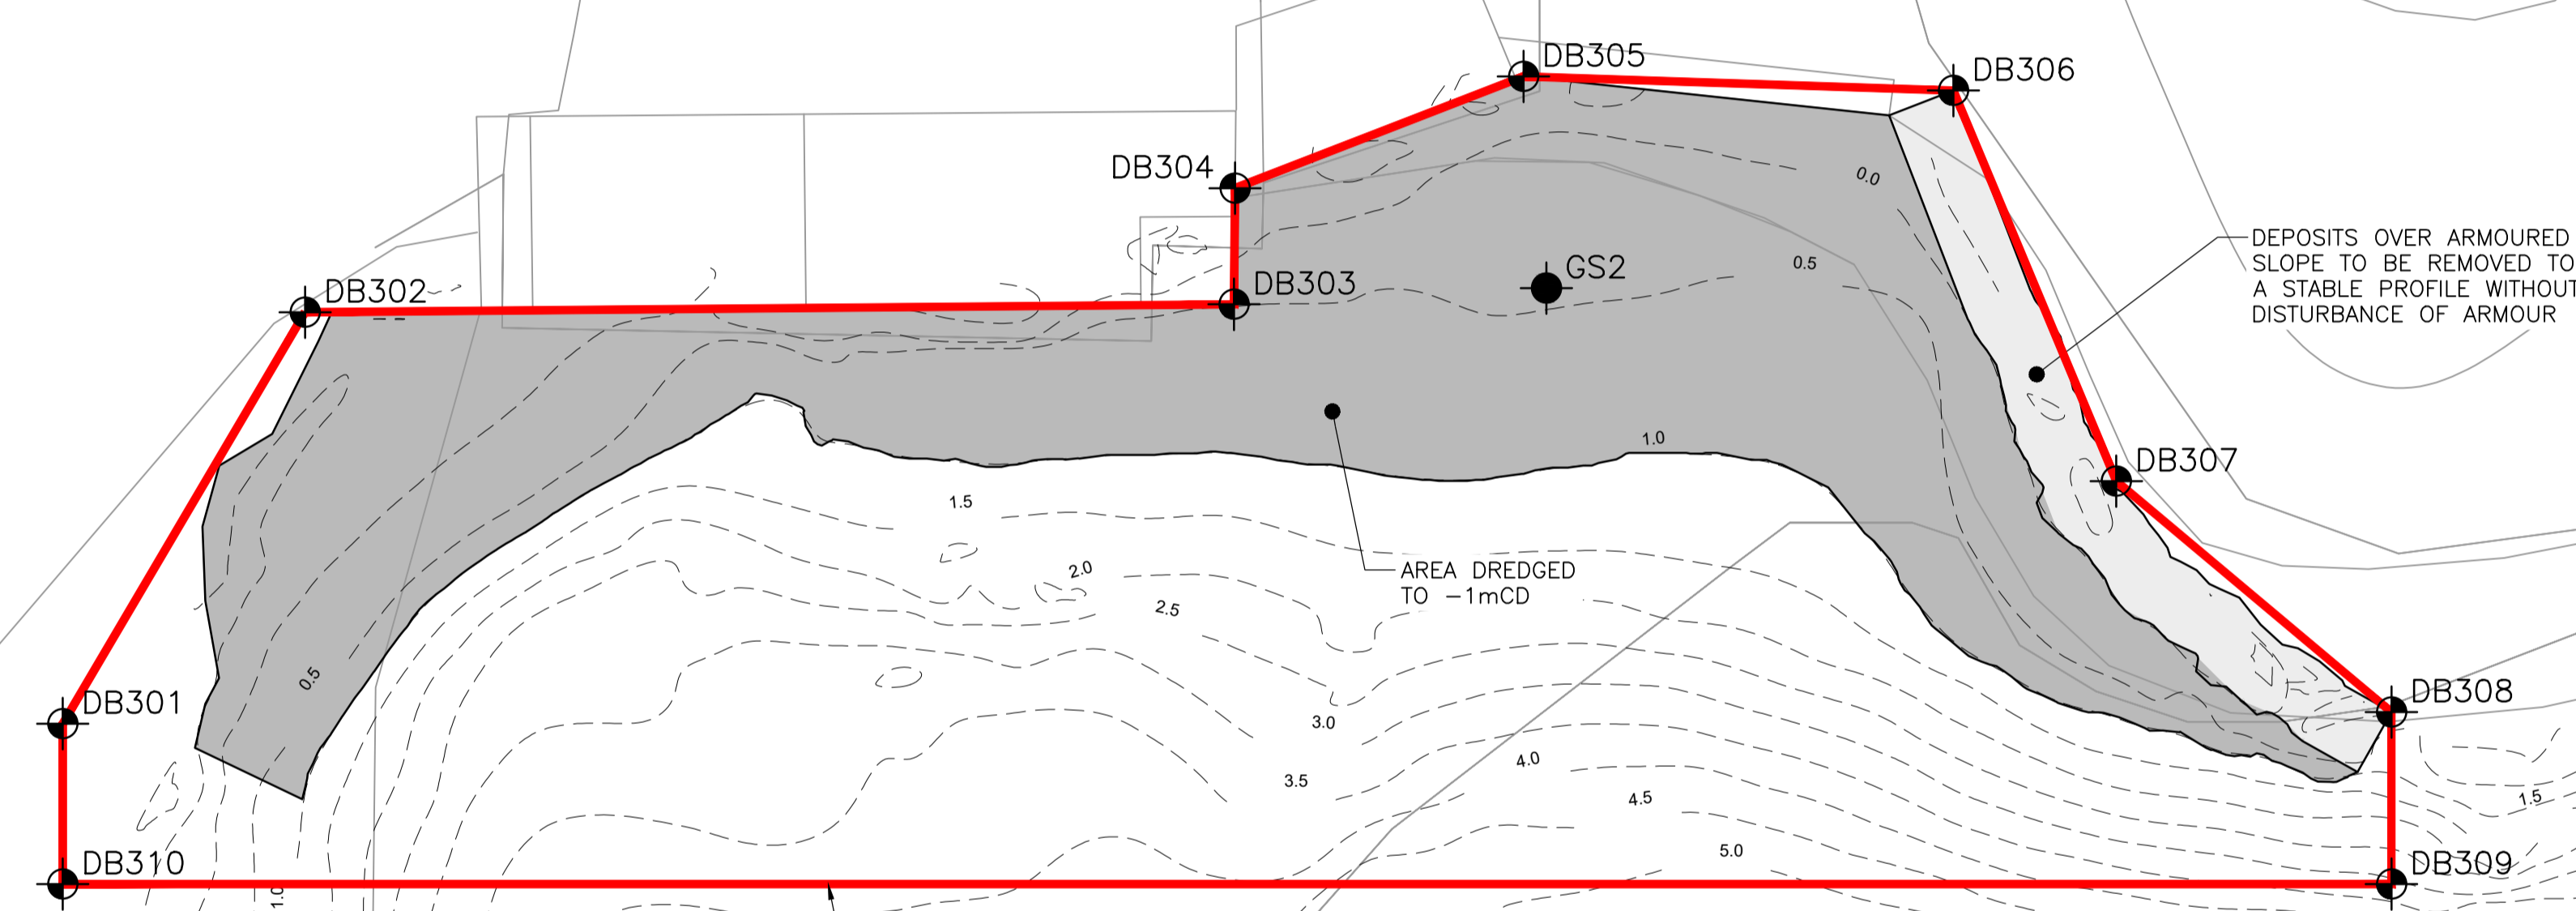 DB305
DB306
DB304
0.0
DEPOSITS OVER ARMOURED
SLOPE TO BE REMOVED TO
A STABLE PROFILE WITHOUT
DISTURBANCE OF ARMOUR
0.5
GS2
DB303
DB302
1.0
DB307
1.5
2.0
AREA DREDGED
TO -1mCD
2.5
0.5
DB301
DB308
3.0
4.0
3.5
4.5
1.5
5.0
DB310
DB309
1.0